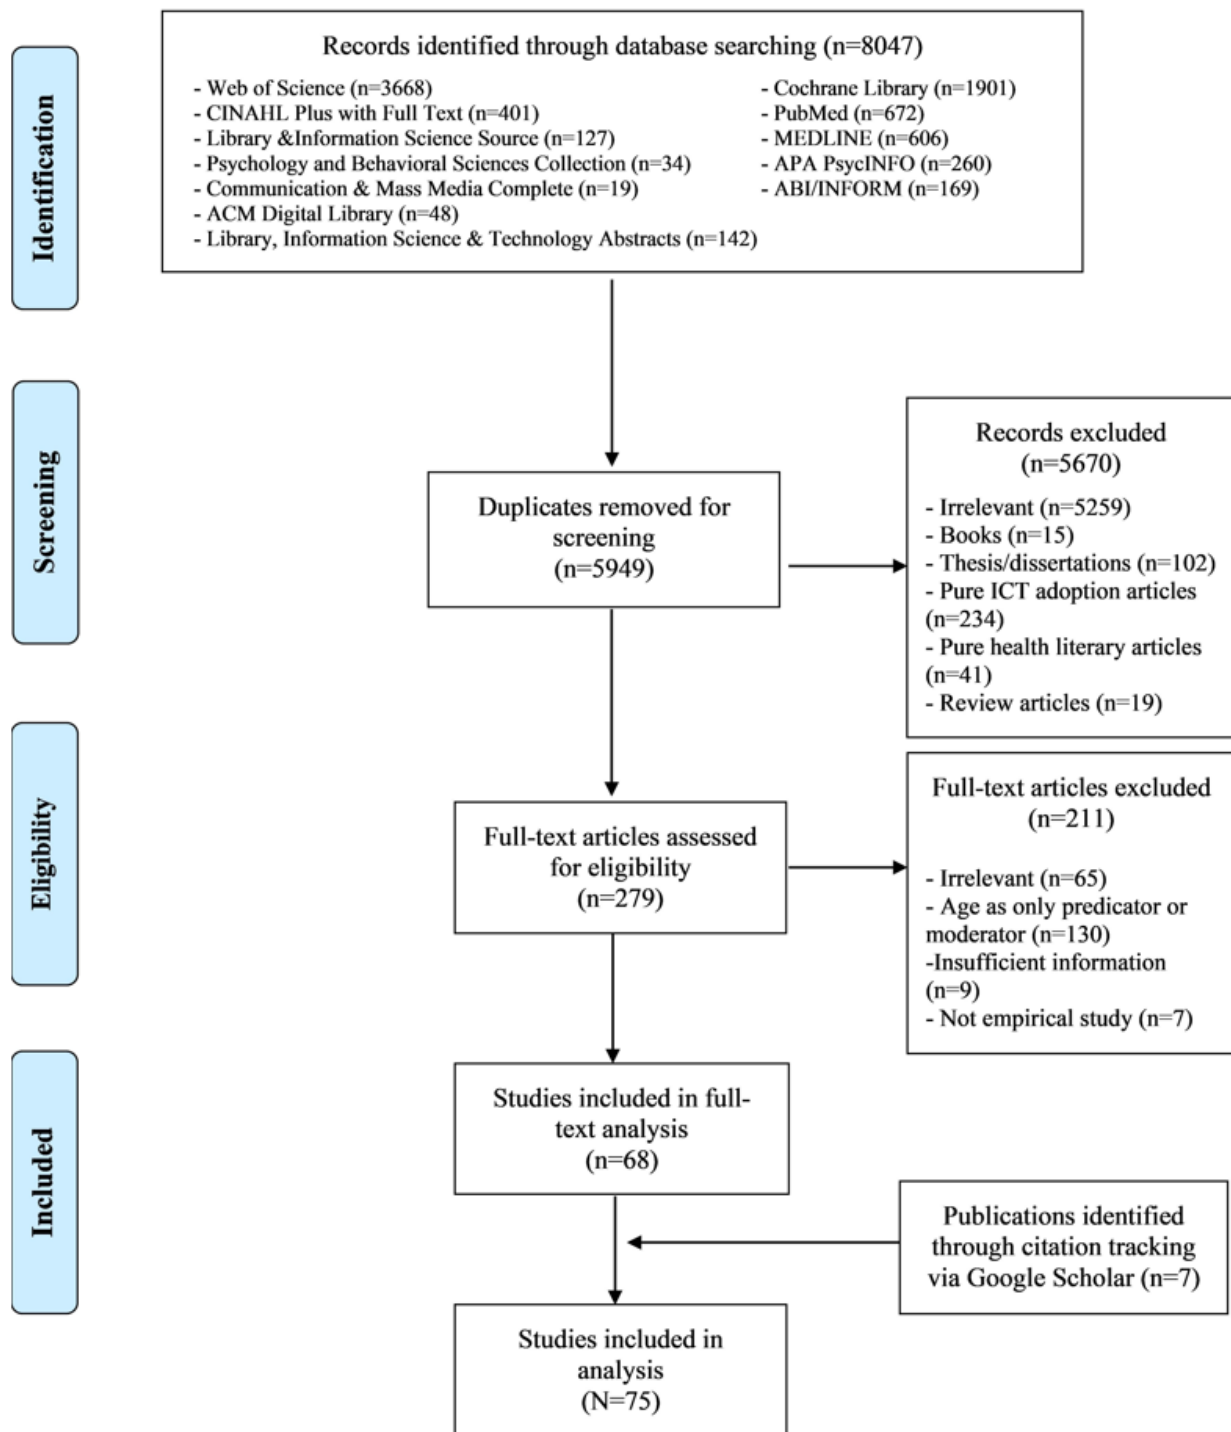 Identification
Records identified through database searching (n=8047)
- Web of Science (n=3668)
- CINAHL Plus with Full Text (n=401)
- Library &Information Science Source (n=127)
- Psychology and Behavioral Sciences Collection (n=34)
- Communication & Mass Media Complete (n=19)
- ACM Digital Library (n=48)
- Library, Information Science & Technology Abstracts (n=142)
- Cochrane Library (n=1901)
- PubMed (n=672)
- MEDLINE (n=606)
- APA PsycINFO (n=260)
- ABI/INFORM (n=169)
Screening
Duplicates removed for
screening
(n=5949)
Records excluded
(n=5670)
- Irrelevant (n=5259)
- Books (n=15)
- Thesis/dissertations (n=102)
- Pure ICT adoption articles
(n=234)
- Pure health literary articles
(n=41)
- Review articles (n=19)
Eligibility
Full-text articles assessed
for eligibility
(n=279)
Full-text articles excluded
(n=211)
- Irrelevant (n=65)
- Age as only predicator or
moderator (n=130)
-Insufficient information
(n=9)
- Not empirical study (n=7)
Included
Studies included in full-
text analysis
(n=68)
Publications identified
through citation tracking
via Google Scholar (n=7)
Studies included in
analysis
(N=75)